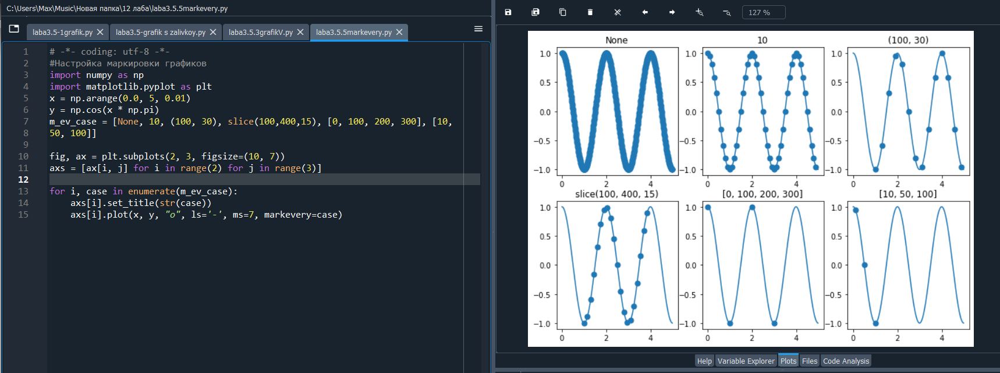 C:\Users\Max\Music\Новая папка\12 лаба\laba3.5.5markevery.py
laba3.5-1grafik.py laba3.5-grafik s zalivkoy.py laba3.5.3grafikV.py laba3.5.5markevery.py
1 # -*- coding: utf-8 -*-
2 #Настройка маркировки графиков
3 import numpy as np
4 import matplotlib.pyplot as plt
5 x = np.arange(0.0, 5, 0.01)
6 y = np.cos(x * np.pi)
7 m_ev_case = [None, 10, (100, 30), slice(100,400,15), [0, 100, 200, 300], [10,
8 50, 100]]
9
10 fig, ax = plt.subplots(2, 3, figsize=(10, 7))
11 axs = [ax[i, j] for i in range(2) for j in range(3)]
12
13 for i, case in enumerate(m_ev_case):
14 axs[i].set_title(str(case))
15 axs[i].plot(x, y, "o", ls='-', ms=7, markevery=case)
127 %
None 10 (100, 30)
1.0 1.0 1.0
0.5 0.5 0.5
0.0 0.0 0.0
−0.5 −0.5 −0.5
−1.0 −1.0 −1.0
0 2 4 0 2 4 0 2 4
slice(100, 400, 15) [0, 100, 200, 300] [10, 50, 100]
1.0 1.0 1.0
0.5 0.5 0.5
0.0 0.0 0.0
−0.5 −0.5 −0.5
−1.0 −1.0 −1.0
0 2 4 0 2 4 0 2 4
Help Variable Explorer Plots Files Code Analysis